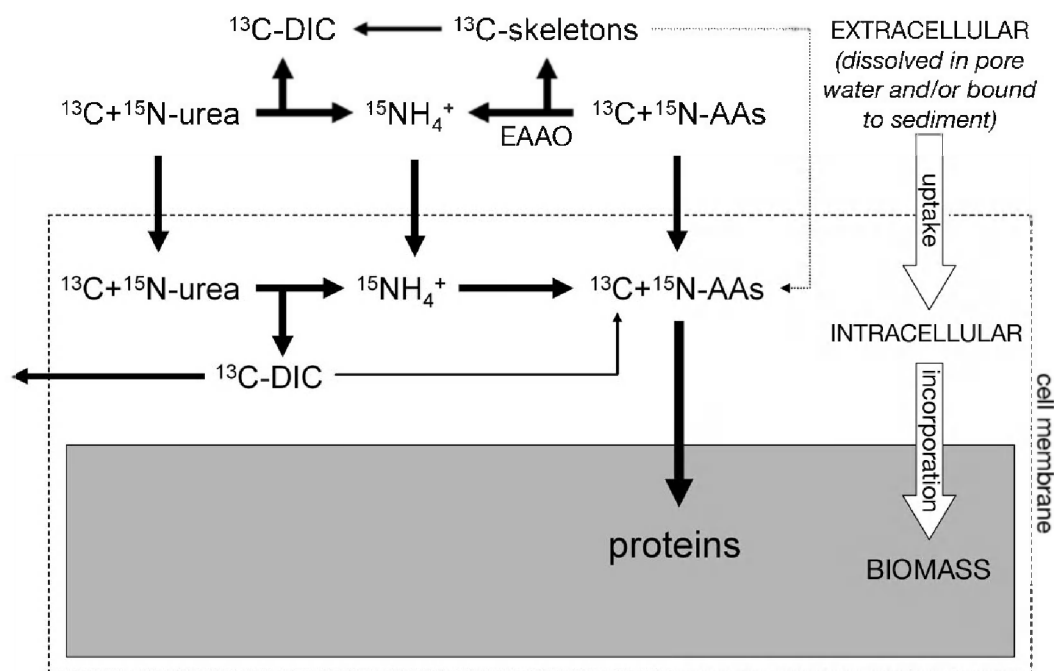 ¹³C-DIC ¹³C-skeletons EXTRACELLULAR
(dissolved in pore
water and/or bound
to sediment)
¹³C+¹⁵N-urea ¹⁵NH₄⁺ ¹³C+¹⁵N-AAs
EAAO
uptake
¹³C+¹⁵N-urea ¹⁵NH₄⁺ ¹³C+¹⁵N-AAs
INTRACELLULAR
¹³C-DIC
incorporation
cell membrane
proteins
BIOMASS